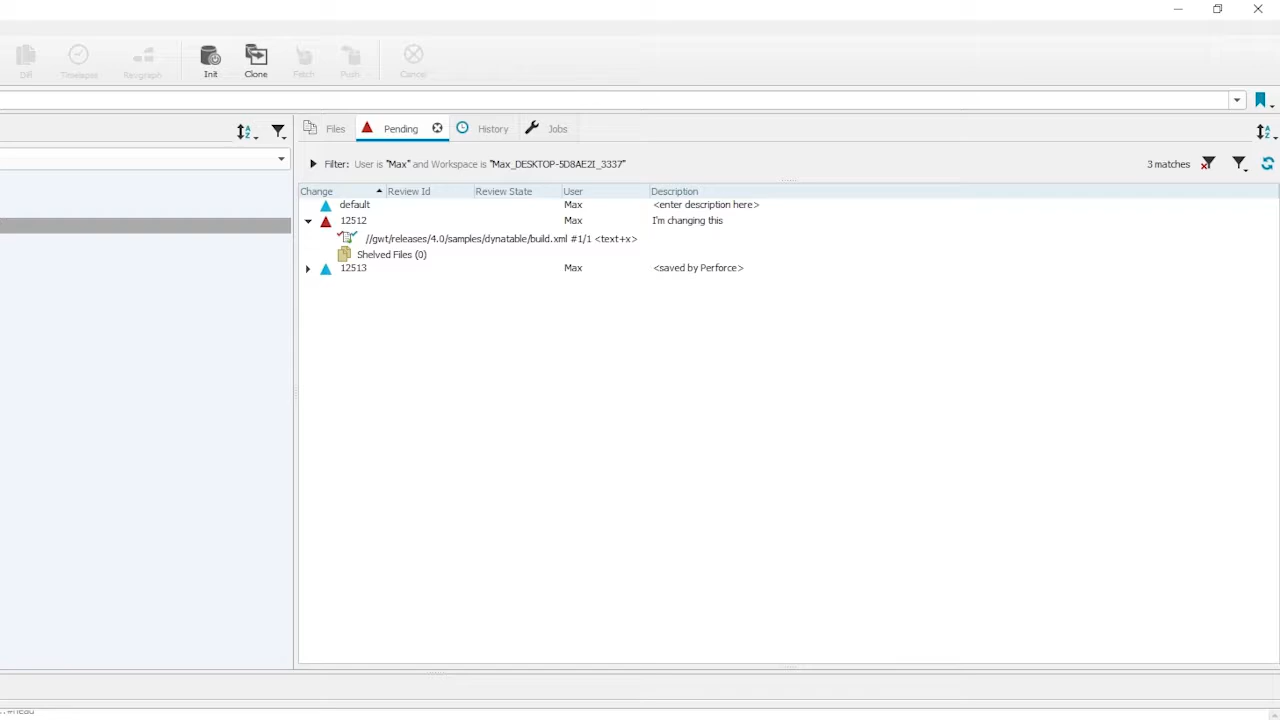 Diff Timelapse Revgraph Init Clone Fetch Push Cancel
Files Pending History Jobs
Filter: User is "Max" and Workspace is "Max_DESKTOP-5D8AE2I_3337" 3 matches
Change Review Id Review State User Description
default Max <enter description here>
12512 Max I'm changing this
//gwt/releases/4.0/samples/dynatable/build.xml #1/1 <text+x>
Shelved Files (0)
12513 Max <saved by Perforce>